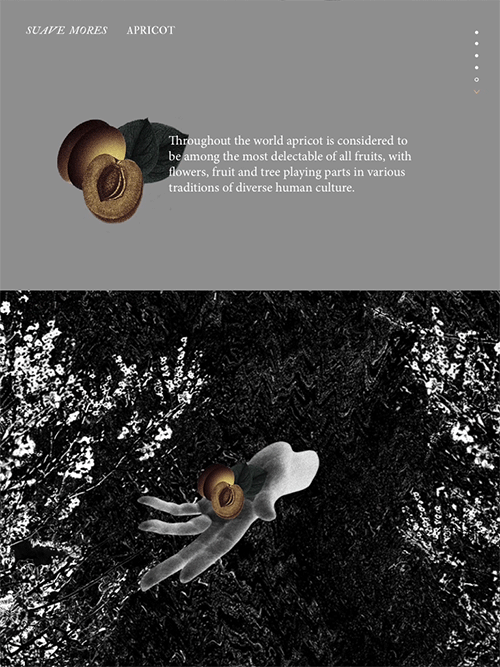 SUAVE MORES APRICOT
Throughout the world apricot is considered to
be among the most delectable of all fruits, with
flowers, fruit and tree playing parts in various
traditions of diverse human culture.